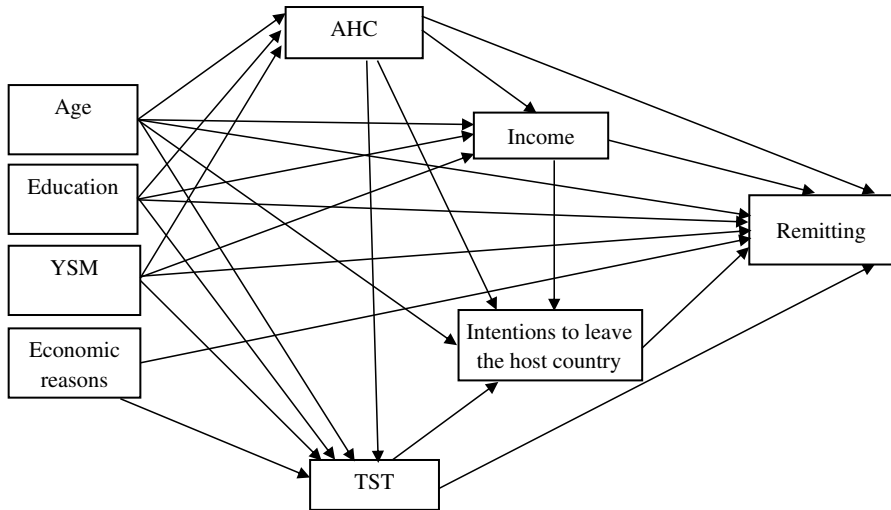 AHC
Age
Income
Education
Remitting
YSM
Intentions to leave
the host country
Economic
reasons
TST